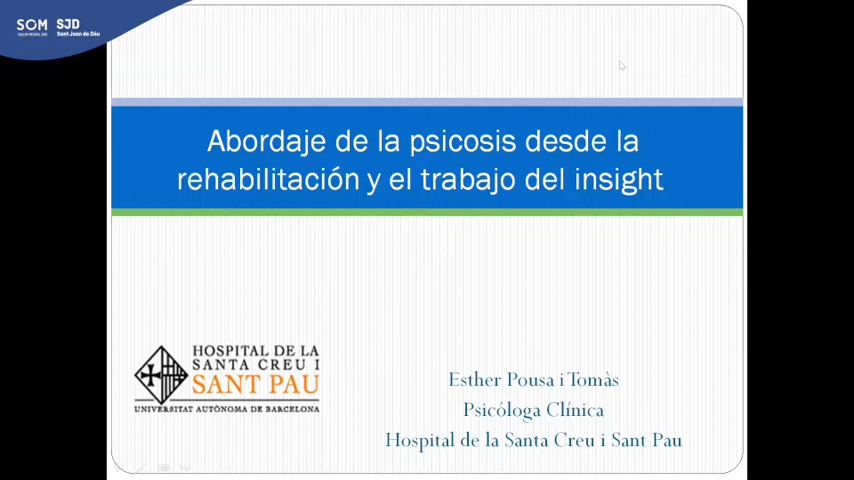 SOM
SJD
Sant Joan de Déu
Abordaje de la psicosis desde la
rehabilitación y el trabajo del insight
HOSPITAL DE LA
SANTA CREU I
SANT PAU
UNIVERSITAT AUTÒNOMA DE BARCELONA
Esther Pousa i Tomàs
Psicóloga Clínica
Hospital de la Santa Creu i Sant Pau